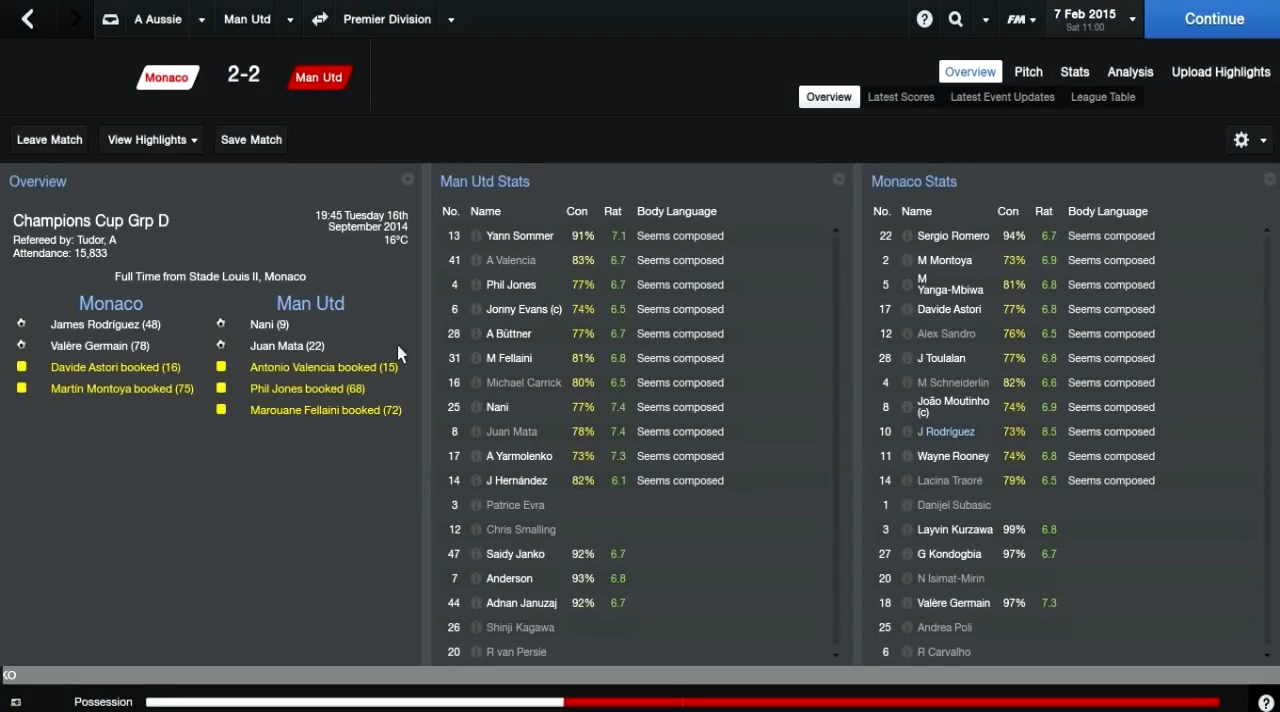 A Aussie Man Utd Premier Division ? FM 7 Feb 2015 Continue
Sat 11:00
Monaco 2-2 Man Utd
Overview Pitch Stats Analysis Upload Highlights
Overview Latest Scores Latest Event Updates League Table
Leave Match View Highlights Save Match
Overview
Champions Cup Grp D 19:45 Tuesday 16th
September 2014
Refereed by: Tudor, A 16°C
Attendance: 15,833
Full Time from Stade Louis II, Monaco
Monaco Man Utd
James Rodríguez (48) Nani (9)
Valère Germain (78) Juan Mata (22)
Davide Astori booked (16) Antonio Valencia booked (15)
Martín Montoya booked (75) Phil Jones booked (68)
Marouane Fellaini booked (72)
Man Utd Stats
No. Name Con Rat Body Language
13 Yann Sommer 91% 7.1 Seems composed
41 A Valencia 83% 6.7 Seems composed
4 Phil Jones 77% 6.7 Seems composed
6 Jonny Evans (c) 74% 6.5 Seems composed
28 A Büttner 77% 6.7 Seems composed
31 M Fellaini 81% 6.8 Seems composed
16 Michael Carrick 80% 6.5 Seems composed
25 Nani 77% 7.4 Seems composed
8 Juan Mata 78% 7.4 Seems composed
17 A Yarmolenko 73% 7.3 Seems composed
14 J Hernández 82% 6.1 Seems composed
3 Patrice Evra
12 Chris Smalling
47 Saidy Janko 92% 6.7
7 Anderson 93% 6.8
44 Adnan Januzaj 92% 6.7
26 Shinji Kagawa
20 R van Persie
Monaco Stats
No. Name Con Rat Body Language
22 Sergio Romero 94% 6.7 Seems composed
2 M Montoya 73% 6.9 Seems composed
5 M Yanga-Mbiwa 81% 6.8 Seems composed
17 Davide Astori 77% 6.8 Seems composed
12 Alex Sandro 76% 6.5 Seems composed
28 J Toulalan 77% 6.8 Seems composed
4 M Schneiderlin 82% 6.6 Seems composed
8 João Moutinho (c) 74% 6.9 Seems composed
10 J Rodríguez 73% 8.5 Seems composed
11 Wayne Rooney 74% 6.8 Seems composed
14 Lacina Traoré 79% 6.5 Seems composed
1 Danijel Subasic
3 Layvin Kurzawa 99% 6.8
27 G Kondogbia 97% 6.7
20 N Isimat-Mirin
18 Valère Germain 97% 7.3
25 Andrea Poli
6 R Carvalho
KO
Possession ?